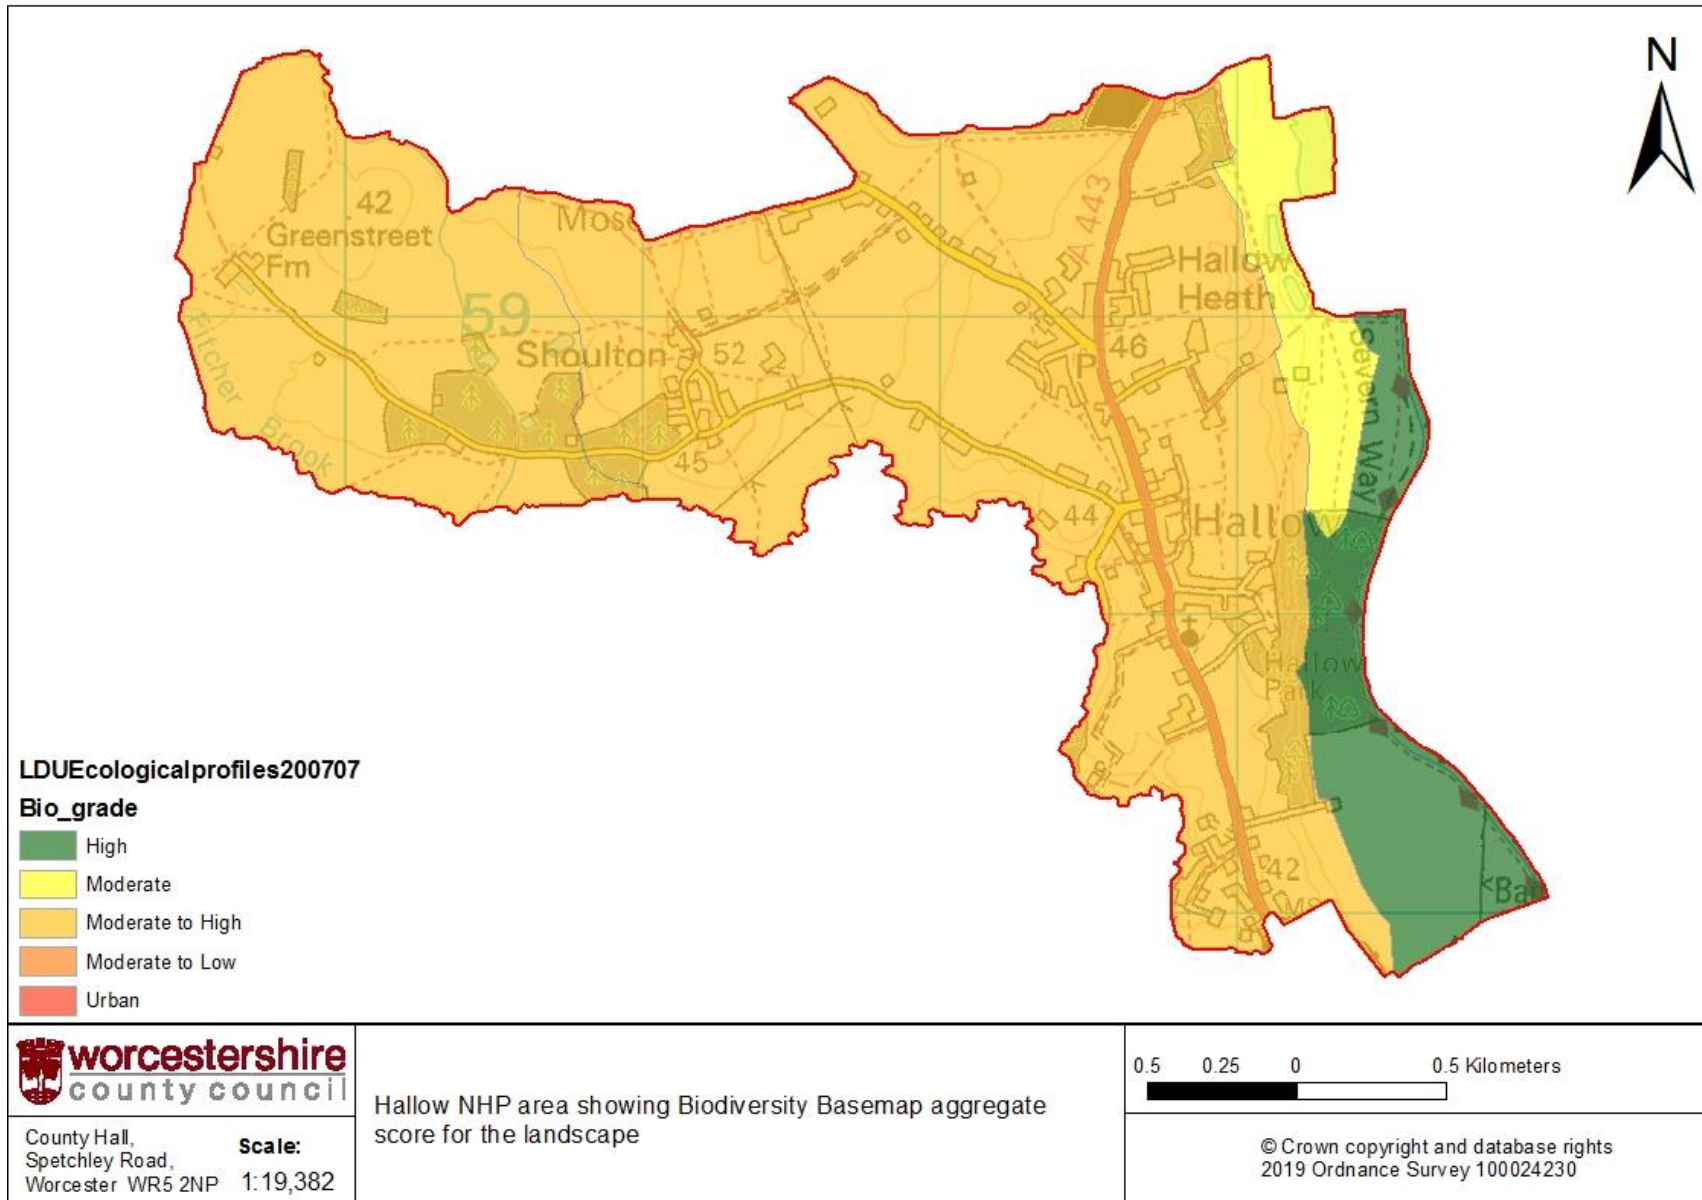 N
42
Greenstreet
Fm
Mose
A 443
Hallow
Heath
59
Shoulton
52
46
P
Severn Way
Fitcher
Brook
45
44
Hallow
Hallow
Park
42
MS
LDUEcologicalprofiles200707
Bio_grade
High
Moderate
Moderate to High
Moderate to Low
Urban
worcestershire
county council
County Hall,
Spetchley Road,
Worcester WR5 2NP
Scale:
1:19,382
Hallow NHP area showing Biodiversity Basemap aggregate
score for the landscape
0.5 0.25 0 0.5 Kilometers
© Crown copyright and database rights
2019 Ordnance Survey 100024230